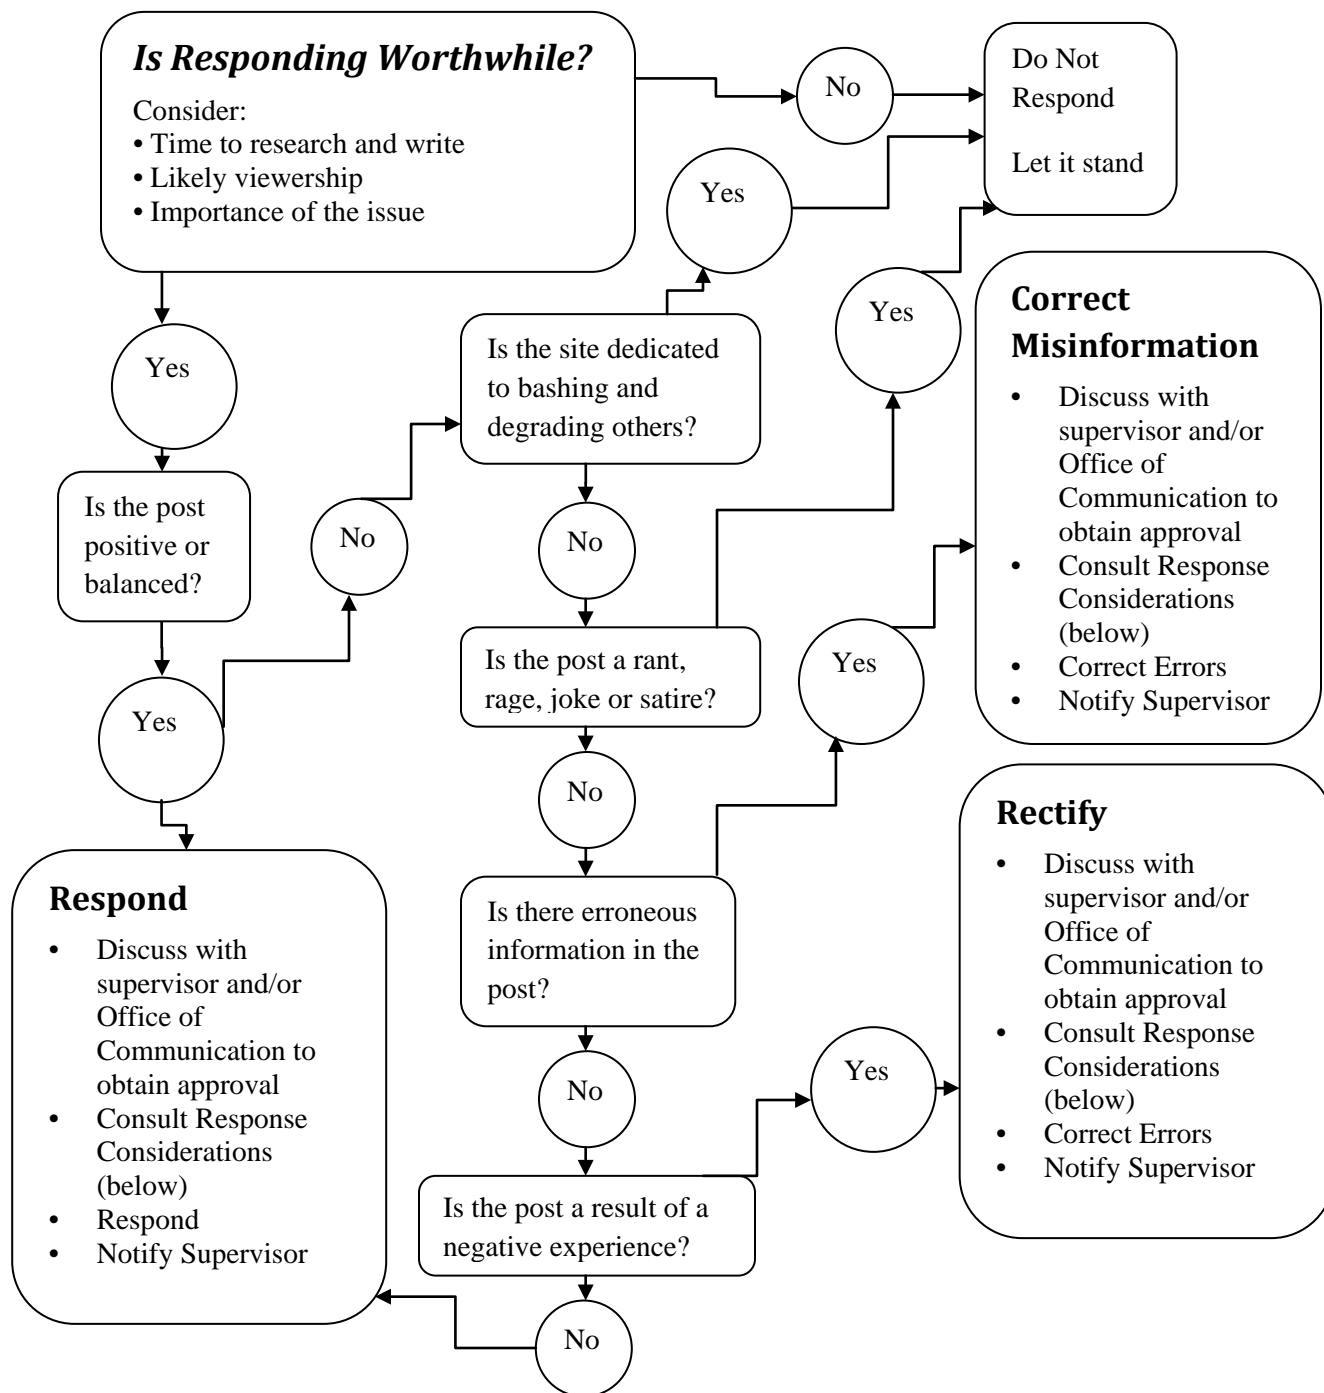 Is Responding Worthwhile?
Consider:
• Time to research and write
• Likely viewership
• Importance of the issue
No
Do Not
Respond
Let it stand
Yes
Yes
Yes
Is the post
positive or
balanced?
No
Is the site dedicated
to bashing and
degrading others?
No
Is the post a rant,
rage, joke or satire?
Yes
No
Is there erroneous
information in the
post?
Yes
No
Is the post a result of a
negative experience?
Yes
No
Correct
Misinformation
• Discuss with
supervisor and/or
Office of
Communication to
obtain approval
• Consult Response
Considerations
(below)
• Correct Errors
• Notify Supervisor
Rectify
• Discuss with
supervisor and/or
Office of
Communication to
obtain approval
• Consult Response
Considerations
(below)
• Correct Errors
• Notify Supervisor
Respond
• Discuss with
supervisor and/or
Office of
Communication to
obtain approval
• Consult Response
Considerations
(below)
• Respond
• Notify Supervisor